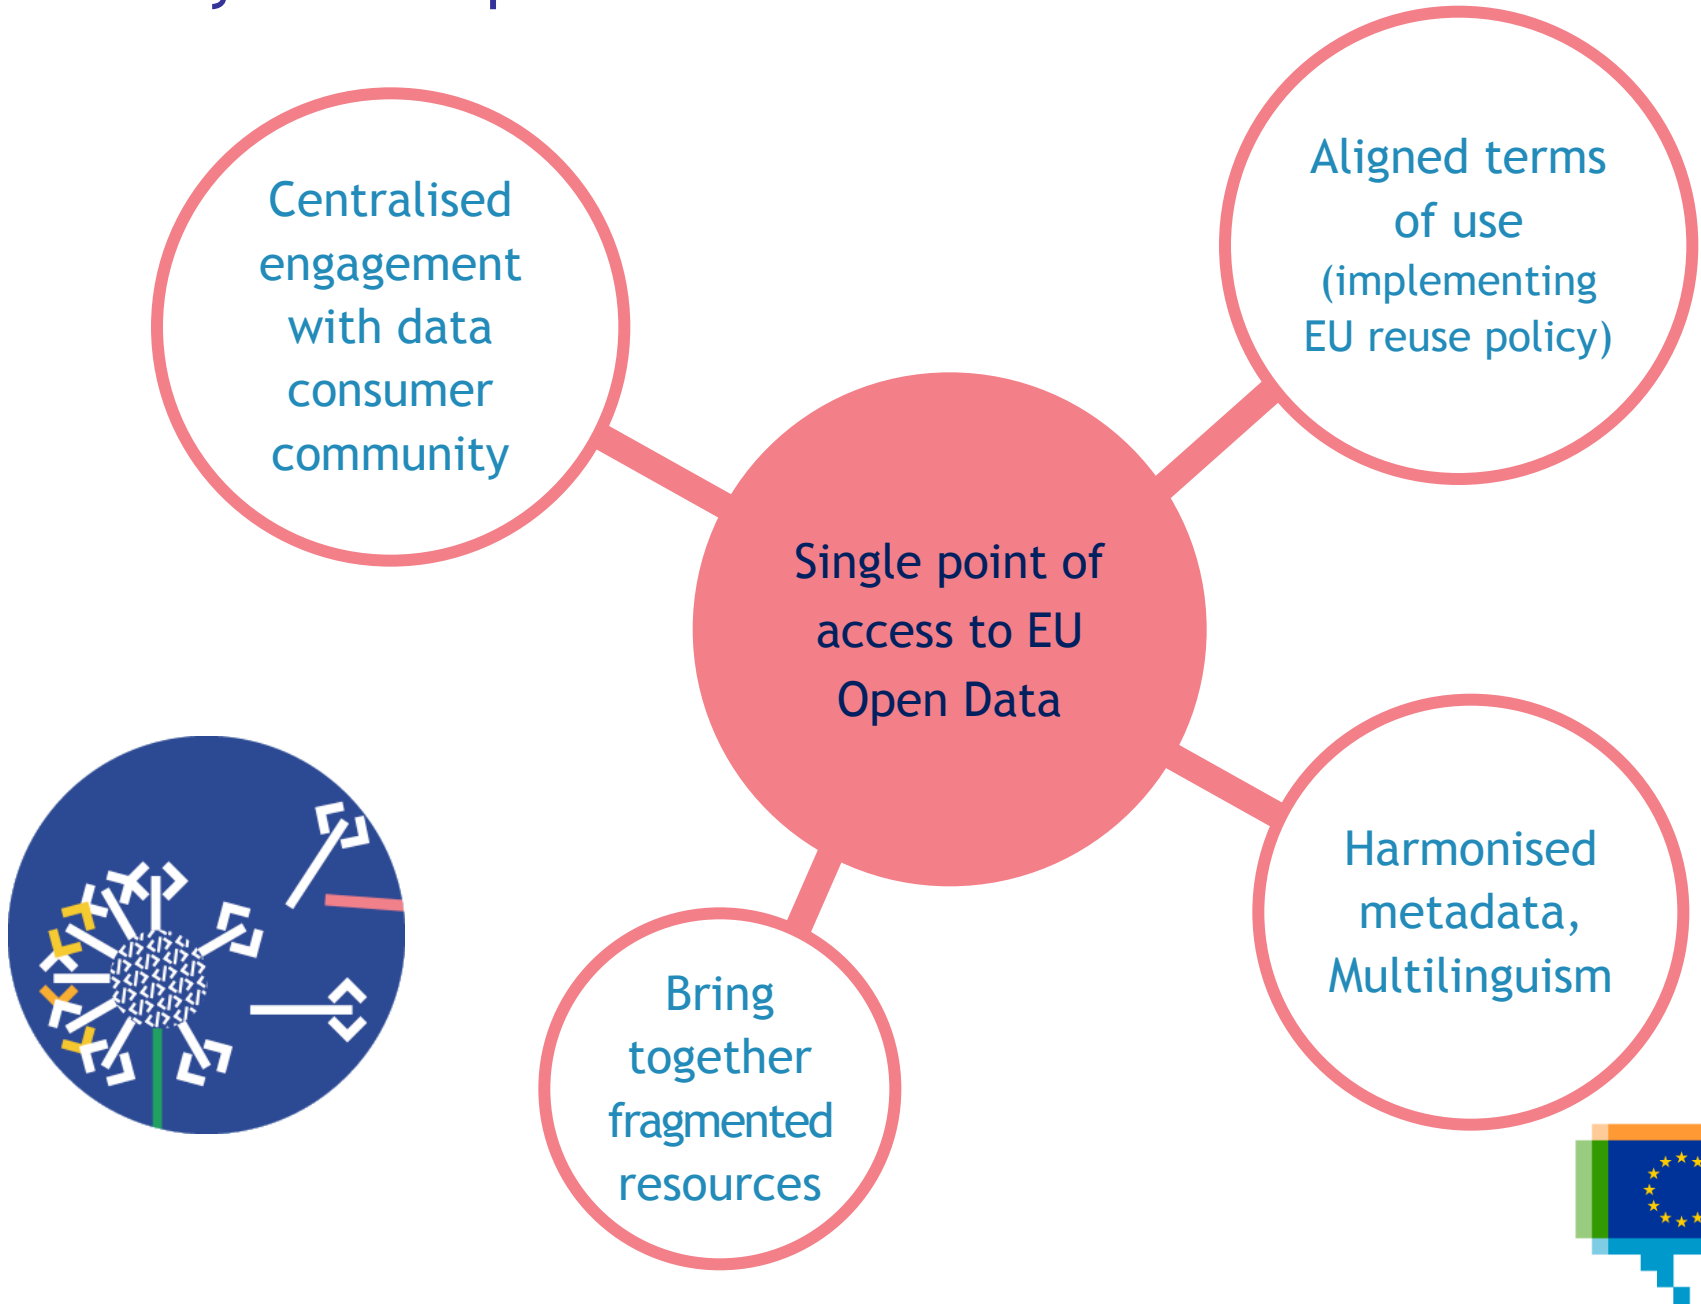 Centralised
engagement
with data
consumer
community
Aligned terms
of use
(implementing
EU reuse policy)
Single point of
access to EU
Open Data
Harmonised
metadata,
Multilinguism
Bring
together
fragmented
resources